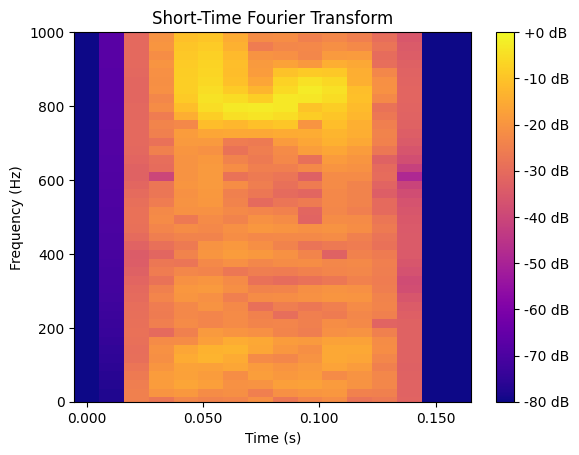 Short-Time Fourier Transform
1000
800
600
400
200
0
Frequency (Hz)
0.000
0.050
0.100
0.150
Time (s)
+0 dB
-10 dB
-20 dB
-30 dB
-40 dB
-50 dB
-60 dB
-70 dB
-80 dB